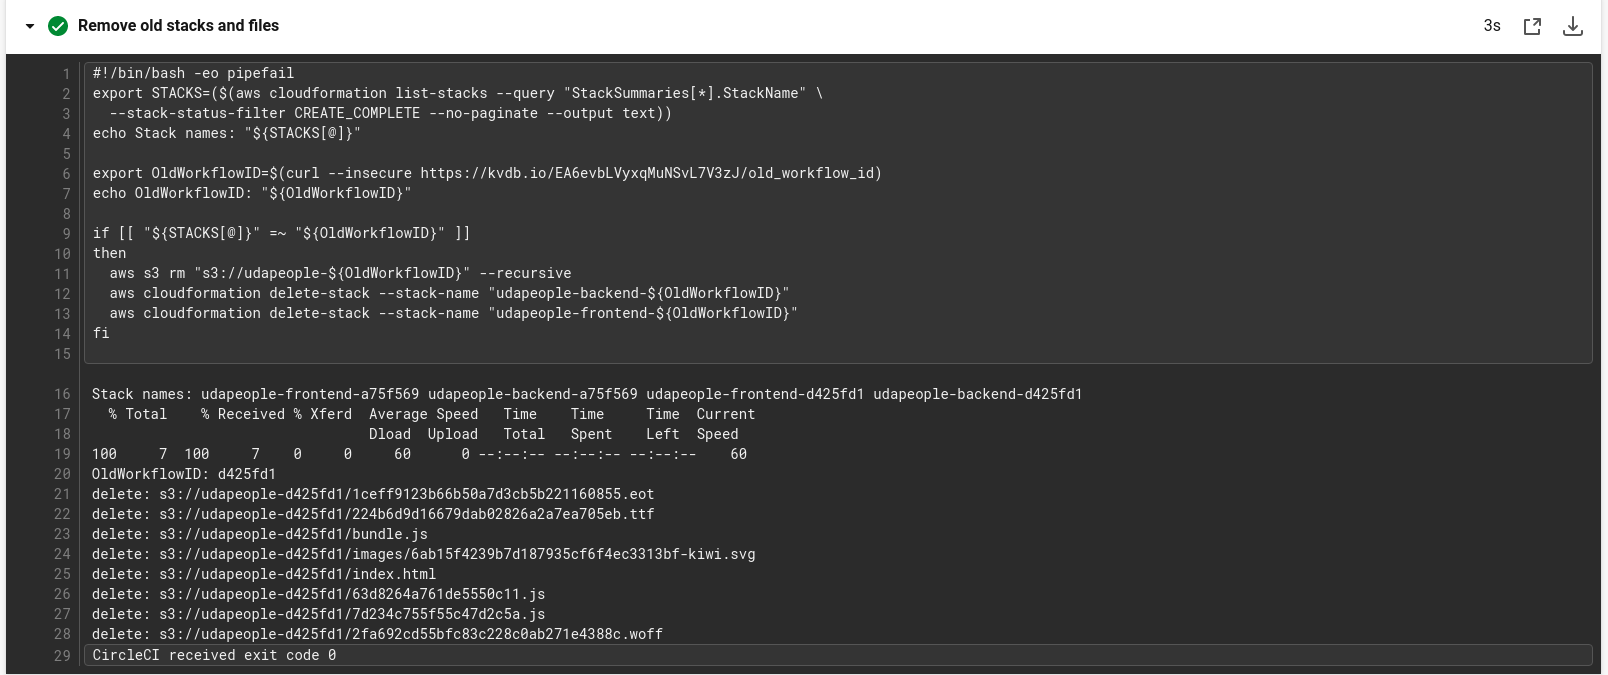 Remove old stacks and files 3s
1 #!/bin/bash -eo pipefail
2 export STACKS=($(aws cloudformation list-stacks --query "StackSummaries[*].StackName" \
3   --stack-status-filter CREATE_COMPLETE --no-paginate --output text))
4 echo Stack names: "${STACKS[@]}"
5
6 export OldWorkflowID=$(curl --insecure https://kvdb.io/EA6evbLVyxqMuNSvL7V3zJ/old_workflow_id)
7 echo OldWorkflowID: "${OldWorkflowID}"
8
9 if [[ "${STACKS[@]}" =~ "${OldWorkflowID}" ]]
10 then
11   aws s3 rm "s3://udapeople-${OldWorkflowID}" --recursive
12   aws cloudformation delete-stack --stack-name "udapeople-backend-${OldWorkflowID}"
13   aws cloudformation delete-stack --stack-name "udapeople-frontend-${OldWorkflowID}"
14 fi
15
16 Stack names: udapeople-frontend-a75f569 udapeople-backend-a75f569 udapeople-frontend-d425fd1 udapeople-backend-d425fd1
17   % Total    % Received % Xferd  Average Speed   Time    Time     Time  Current
18                                  Dload  Upload   Total   Spent    Left  Speed
19 100     7  100     7    0     0     60      0 --:--:-- --:--:-- --:--:--    60
20 OldWorkflowID: d425fd1
21 delete: s3://udapeople-d425fd1/1ceff9123b66b50a7d3cb5b221160855.eot
22 delete: s3://udapeople-d425fd1/224b6d9d16679dab02826a2a7ea705eb.ttf
23 delete: s3://udapeople-d425fd1/bundle.js
24 delete: s3://udapeople-d425fd1/images/6ab15f4239b7d187935cf6f4ec3313bf-kiwi.svg
25 delete: s3://udapeople-d425fd1/index.html
26 delete: s3://udapeople-d425fd1/63d8264a761de5550c11.js
27 delete: s3://udapeople-d425fd1/7d234c755f55c47d2c5a.js
28 delete: s3://udapeople-d425fd1/2fa692cd55bfc83c228c0ab271e4388c.woff
29 CircleCI received exit code 0